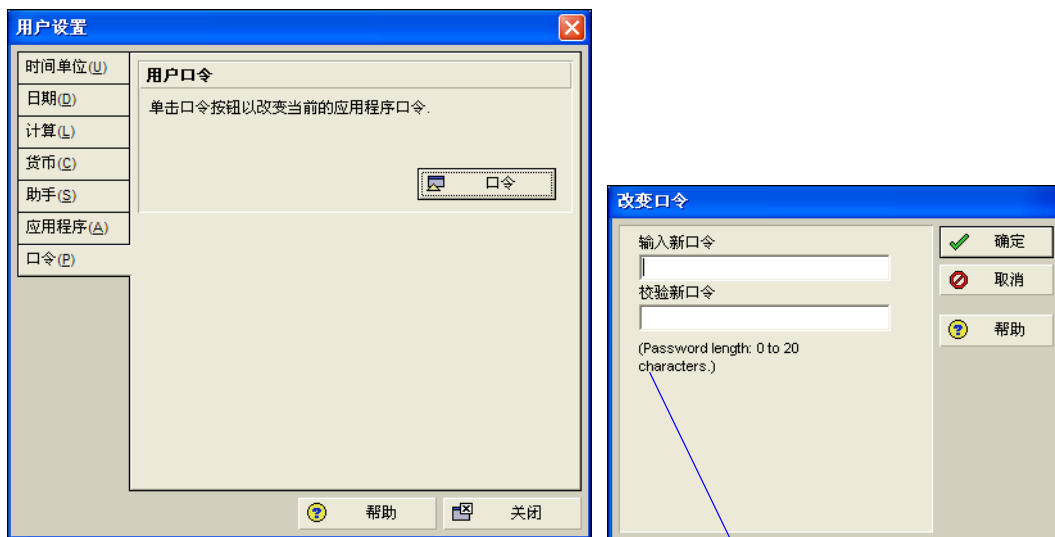 用户设置
时间单位(U)
日期(D)
计算(L)
货币(C)
助手(S)
应用程序(A)
口令(P)
用户口令
单击口令按钮以改变当前的应用程序口令.
口令
帮助
关闭
改变口令
输入新口令
校验新口令
(Password length: 0 to 20
characters.)
确定
取消
帮助